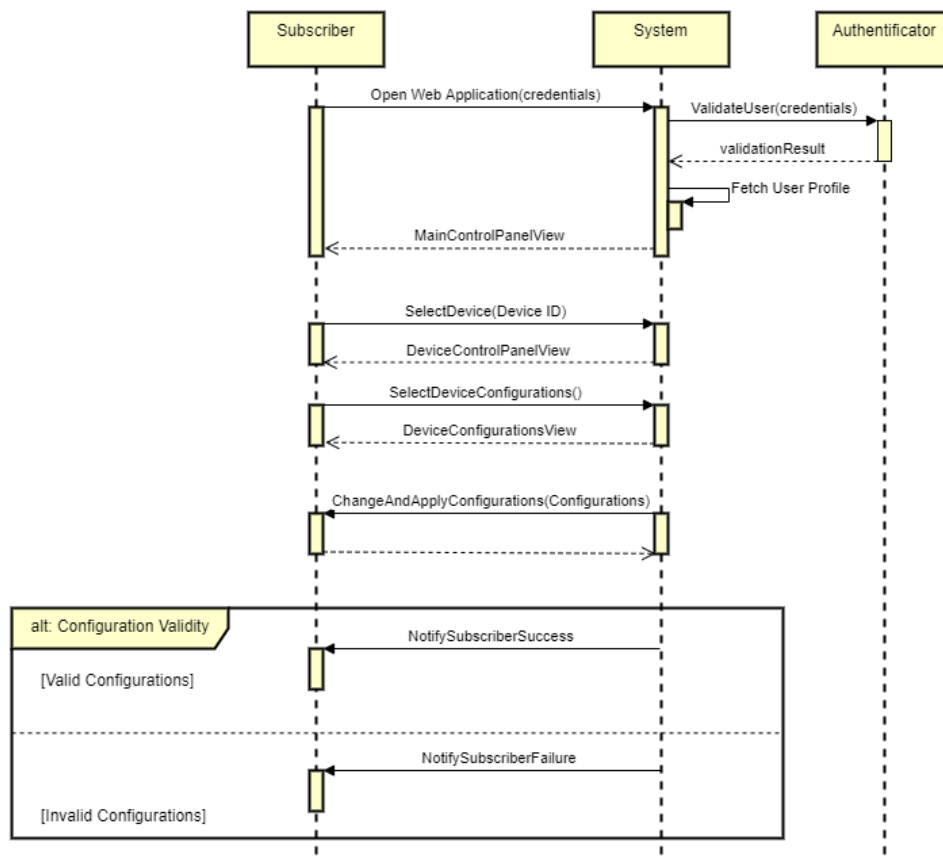 Subscriber
System
Authentificator
Open Web Application(credentials)
ValidateUser(credentials)
validationResult
Fetch User Profile
MainControlPanelView
SelectDevice(Device ID)
DeviceControlPanelView
SelectDeviceConfigurations()
DeviceConfigurationsView
ChangeAndApplyConfigurations(Configurations)
alt: Configuration Validity
NotifySubscriberSuccess
[Valid Configurations]
NotifySubscriberFailure
[Invalid Configurations]